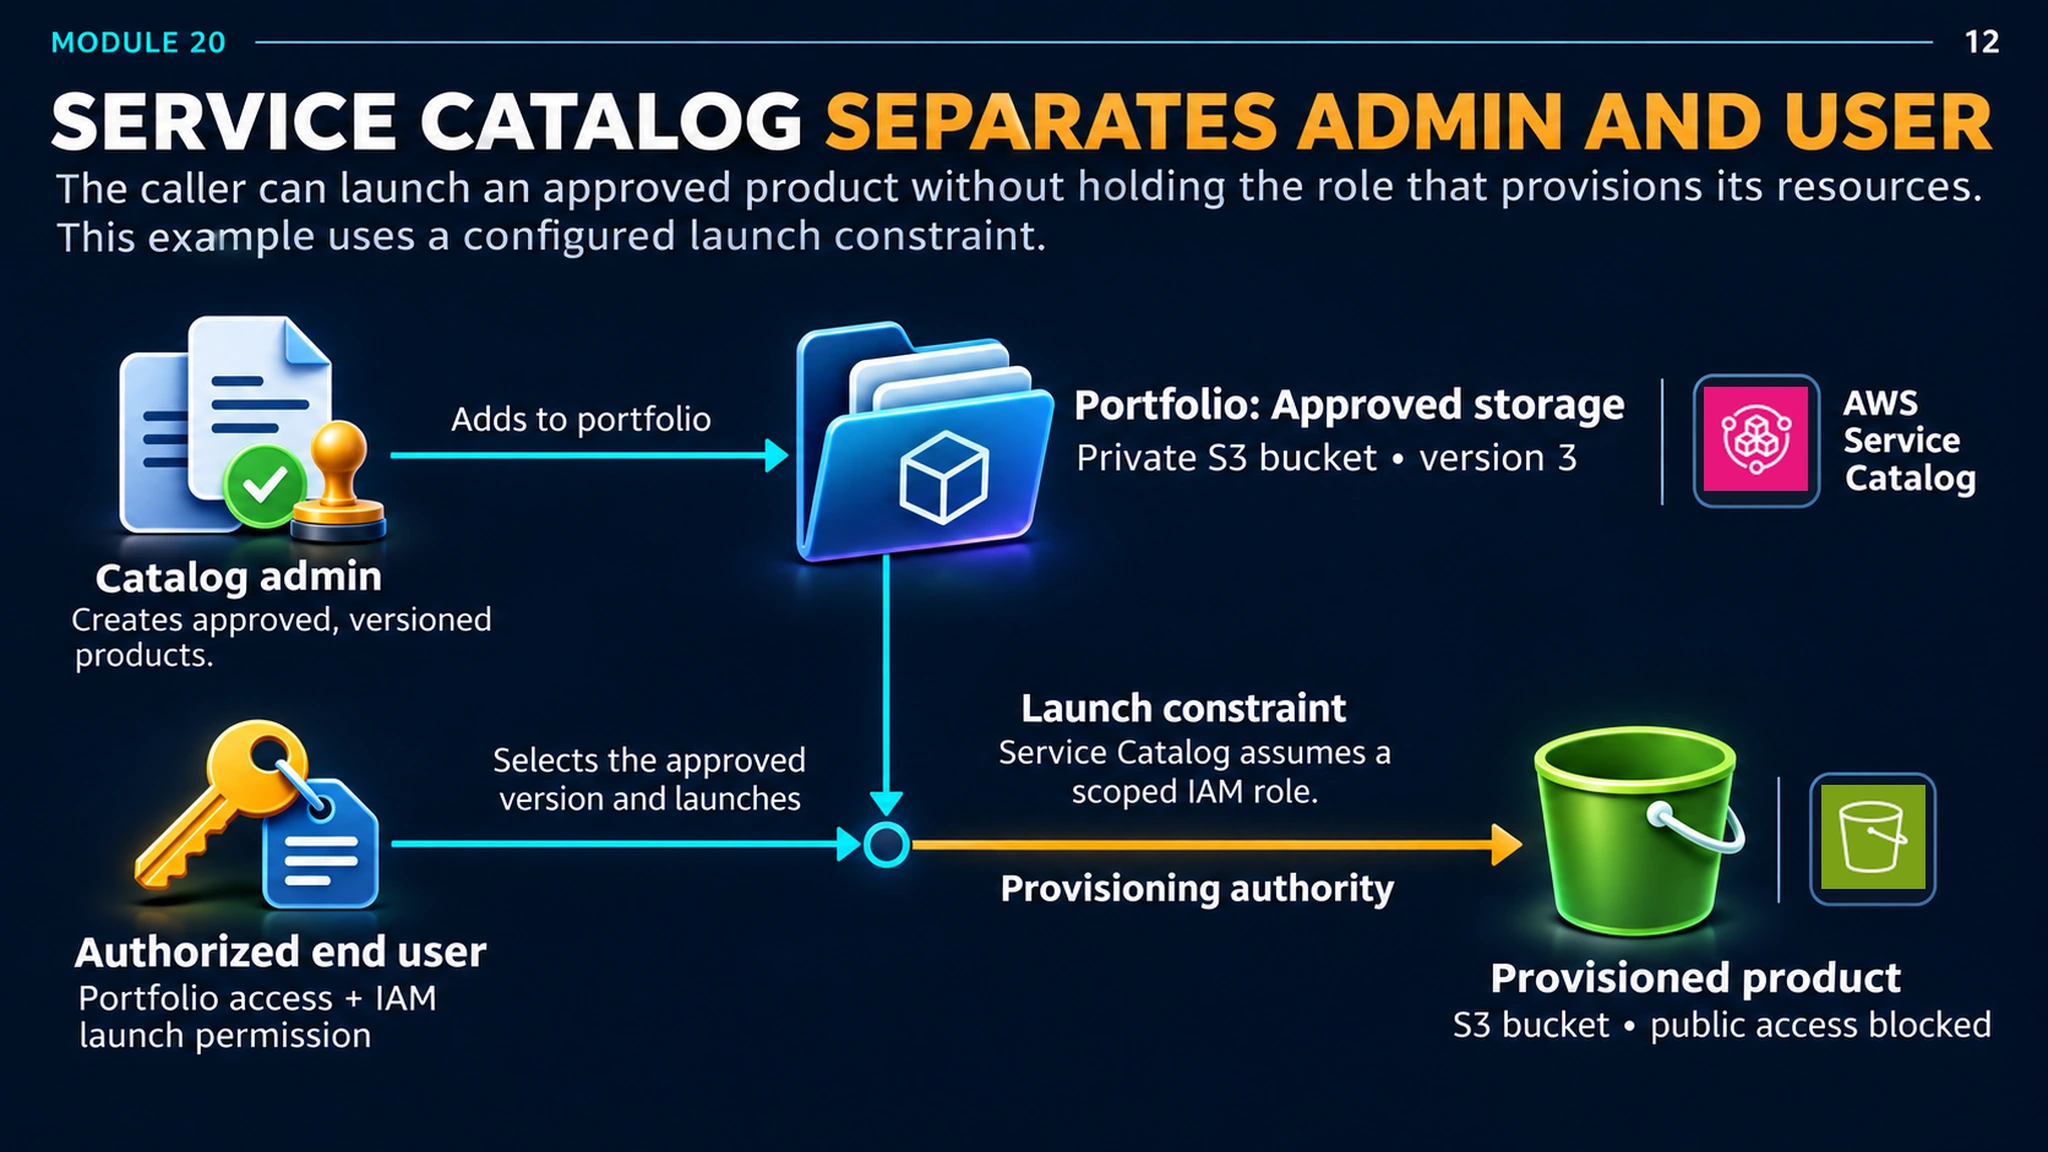 MODULE 20
12
SERVICE CATALOG SEPARATES ADMIN AND USER
The caller can launch an approved product without holding the role that provisions its resources.
This example uses a configured launch constraint.
Adds to portfolio
Portfolio: Approved storage
Private S3 bucket • version 3
AWS
Service
Catalog
Catalog admin
Creates approved, versioned
products.
Selects the approved
version and launches
Launch constraint
Service Catalog assumes a
scoped IAM role.
Provisioning authority
Authorized end user
Portfolio access + IAM
launch permission
Provisioned product
S3 bucket • public access blocked